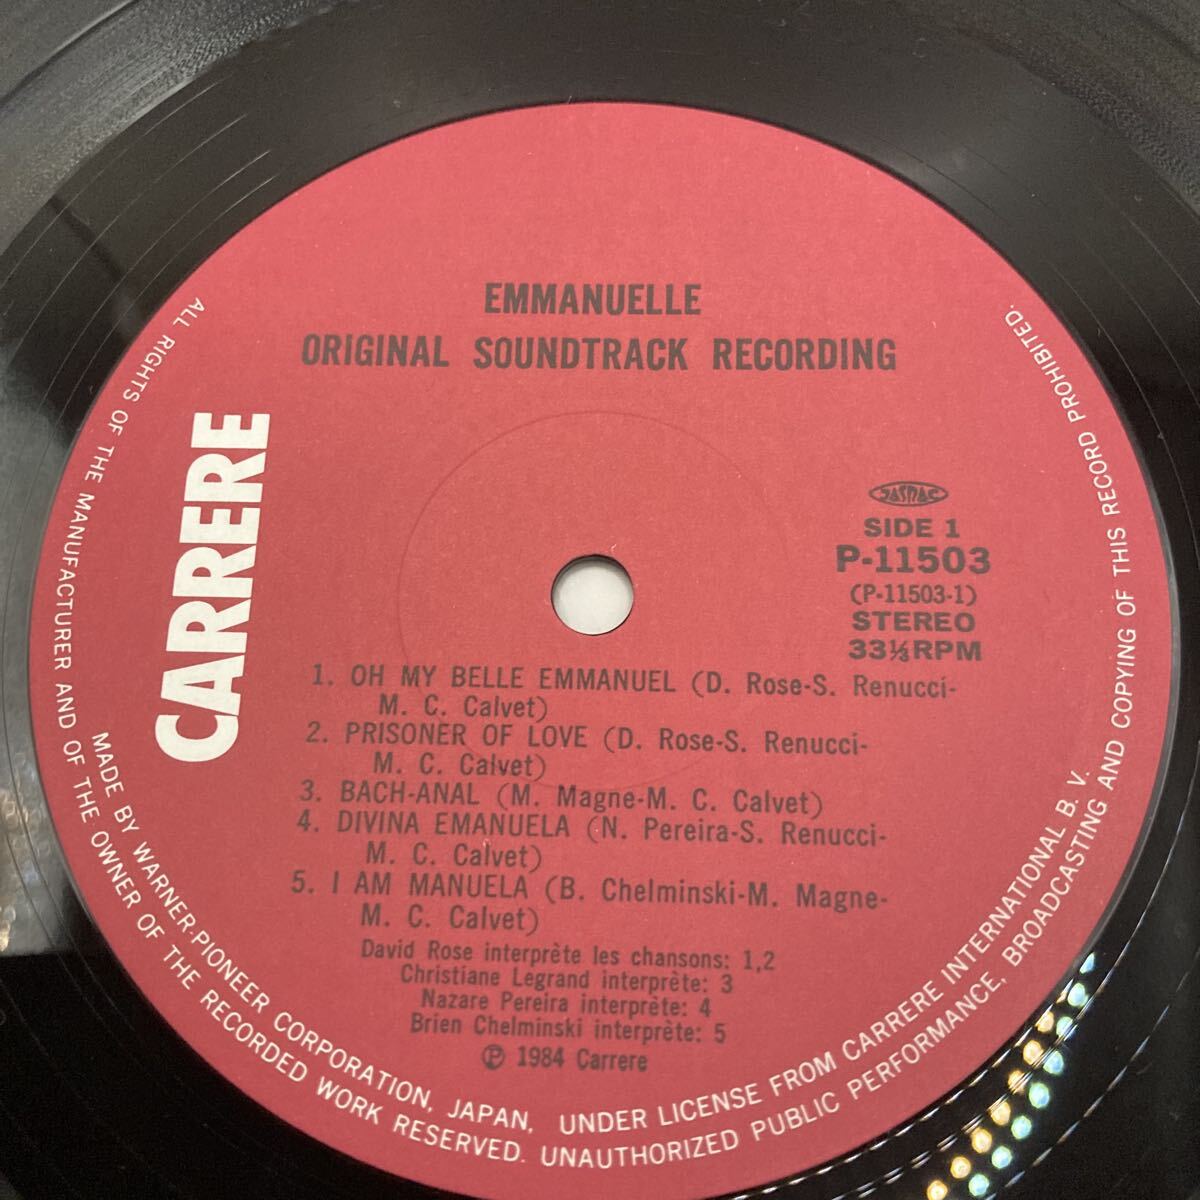 EMMANUELLE
ORIGINAL SOUNDTRACK RECORDING
CARRERE
JASRAC
SIDE 1
P-11503
(P-11503-1)
STEREO
33⅓RPM
1. OH MY BELLE EMMANUEL (D. Rose-S. Renucci-
M. C. Calvet)
2. PRISONER OF LOVE (D. Rose-S. Renucci-
M. C. Calvet)
3. BACH-ANAL (M. Magne-M. C. Calvet)
4. DIVINA EMANUELA (N. Pereira-S. Renucci-
M. C. Calvet)
5. I AM MANUELA (B. Chelminski-M. Magne-
M. C. Calvet)
David Rose interprète les chansons: 1,2
Christiane Legrand interprète: 3
Nazare Pereira interprète: 4
Brien Chelminski interprète: 5
Ⓟ 1984 Carrere
MADE BY WARNER-PIONEER CORPORATION, JAPAN, UNDER LICENSE FROM CARRERE INTERNATIONAL B. V.
ALL RIGHTS OF THE MANUFACTURER AND OF THE OWNER OF THE RECORDED WORK RESERVED. UNAUTHORIZED PUBLIC PERFORMANCE, BROADCASTING AND COPYING OF THIS RECORD PROHIBITED.